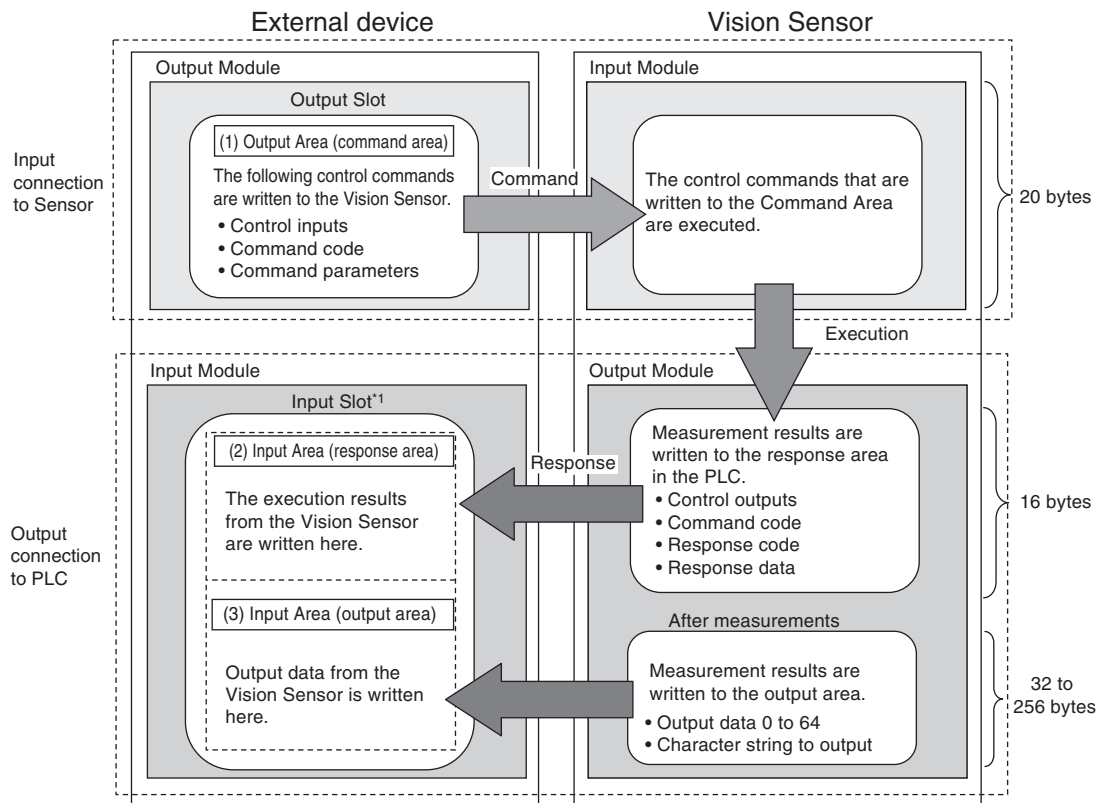 External device
Vision Sensor
Output Module
Input Module
Output Slot
(1) Output Area (command area)
The following control commands
are written to the Vision Sensor.
• Control inputs
• Command code
• Command parameters
Command
The control commands that are
written to the Command Area
are executed.
Input
connection
to Sensor
20 bytes
Execution
Input Module
Output Module
Input Slot*1
(2) Input Area (response area)
The execution results
from the Vision Sensor
are written here.
Response
Measurement results are
written to the response area
in the PLC.
• Control outputs
• Command code
• Response code
• Response data
16 bytes
Output
connection
to PLC
(3) Input Area (output area)
Output data from the
Vision Sensor is written
here.
After measurements
Measurement results are
written to the output area.
• Output data 0 to 64
• Character string to output
32 to
256 bytes